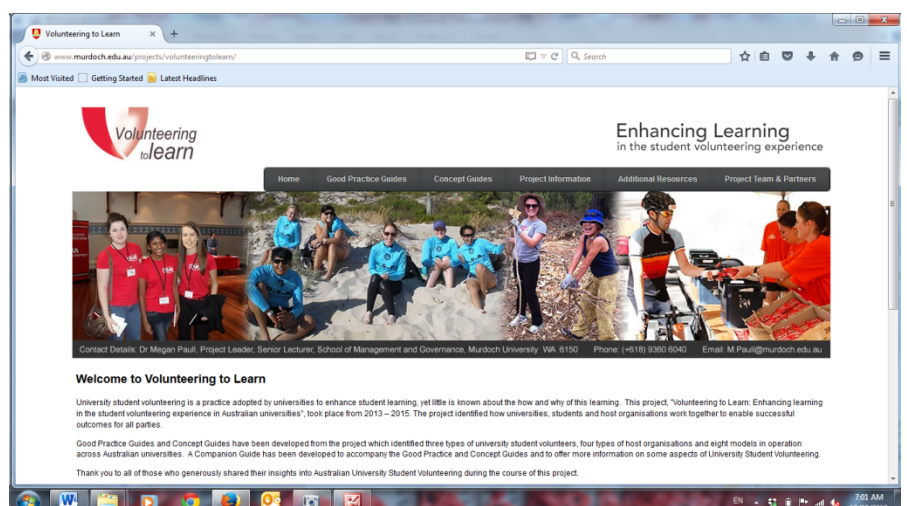 Volunteering to Learn
www.murdoch.edu.au/projects/volunteeringtolearn/
Search
Most Visited Getting Started Latest Headlines
Volunteering
to learn
Enhancing Learning
in the student volunteering experience
Home Good Practice Guides Concept Guides Project Information Additional Resources Project Team & Partners
Contact Details: Dr Megan Paull, Project Leader, Senior Lecturer, School of Management and Governance, Murdoch University WA 6150 Phone: (+618) 9360 6040 Email: M.Paull@murdoch.edu.au
Welcome to Volunteering to Learn
University student volunteering is a practice adopted by universities to enhance student learning, yet little is known about the how and why of this learning. This project, "Volunteering to Learn: Enhancing learning
in the student volunteering experience in Australian universities", took place from 2013 – 2015. The project identified how universities, students and host organisations work together to enable successful
outcomes for all parties.
Good Practice Guides and Concept Guides have been developed from the project which identified three types of university student volunteers, four types of host organisations and eight models in operation
across Australian universities. A Companion Guide has been developed to accompany the Good Practice and Concept Guides and to offer more information on some aspects of University Student Volunteering.
Thank you to all of those who generously shared their insights into Australian University Student Volunteering during the course of this project.
EN 7:01 AM